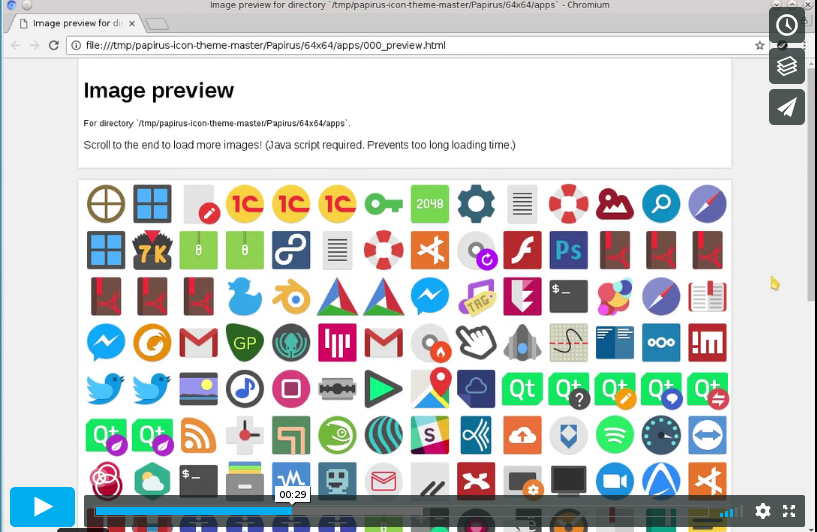 Image preview for directory `/tmp/papirus-icon-theme-master/Papirus/64x64/apps` - Chromium
Image preview for di
file:///tmp/papirus-icon-theme-master/Papirus/64x64/apps/000_preview.html
Image preview
For directory `/tmp/papirus-icon-theme-master/Papirus/64x64/apps`.
Scroll to the end to load more images! (Java script required. Prevents too long loading time.)
1C 1C 1C 2048
7K 8 8 Ps
TAG $_
GP !m
Qt Qt ? Qt Qt Qt
Qt Qt S
$_
00:29